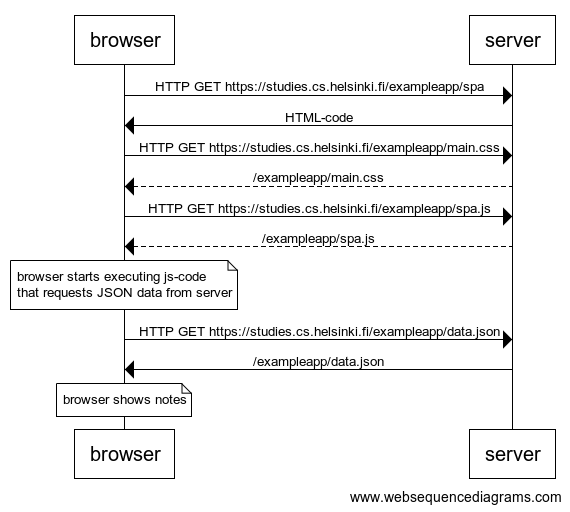 browser
server
HTTP GET https://studies.cs.helsinki.fi/exampleapp/spa
HTML-code
HTTP GET https://studies.cs.helsinki.fi/exampleapp/main.css
/exampleapp/main.css
HTTP GET https://studies.cs.helsinki.fi/exampleapp/spa.js
/exampleapp/spa.js
browser starts executing js-code
that requests JSON data from server
HTTP GET https://studies.cs.helsinki.fi/exampleapp/data.json
/exampleapp/data.json
browser shows notes
browser
server
www.websequencediagrams.com